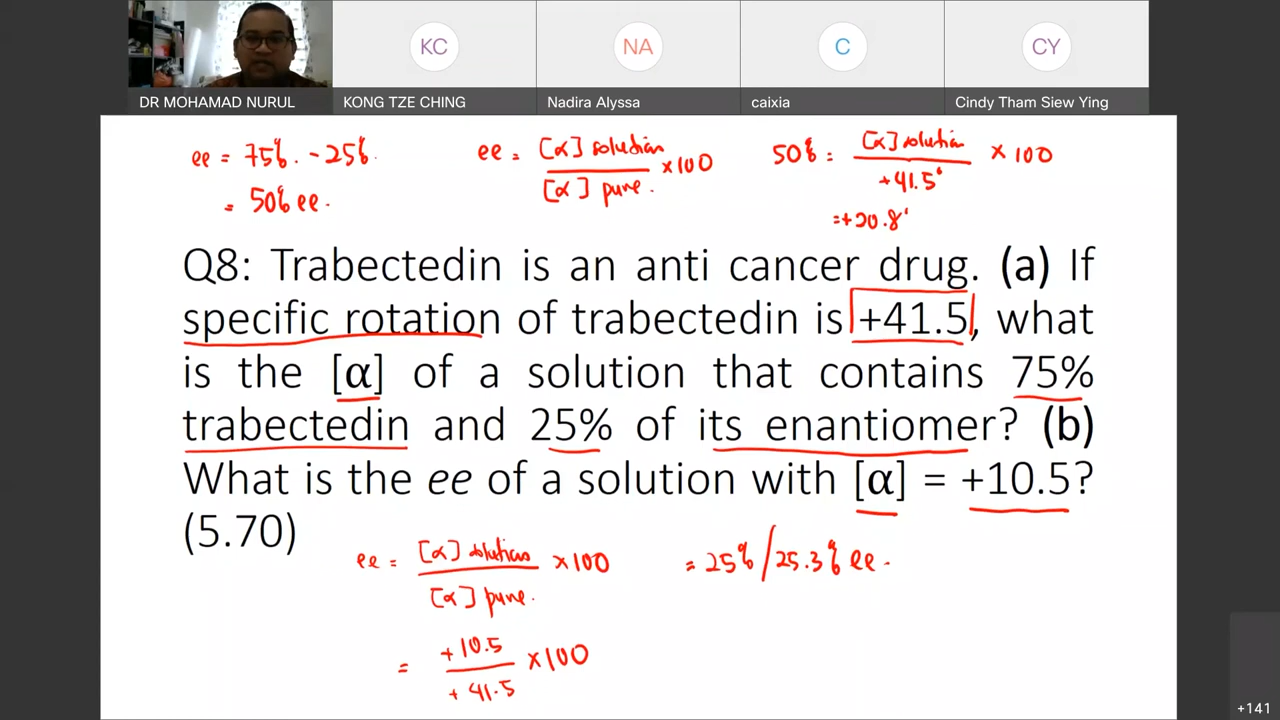 KC
NA
C
CY
DR MOHAMAD NURUL
KONG TZE CHING
Nadira Alyssa
caixia
Cindy Tham Siew Ying
ee = 75% - 25%
= 50% ee.
ee = [α] solution / [α] pure × 100
50% = [α] solution / +41.5° × 100
= +20.8°
Q8: Trabectedin is an anti cancer drug. (a) If
specific rotation of trabectedin is +41.5, what
is the [α] of a solution that contains 75%
trabectedin and 25% of its enantiomer? (b)
What is the ee of a solution with [α] = +10.5?
(5.70)
ee = [α] solution / [α] pure × 100
= 25% / 25.3% ee.
= +10.5 / +41.5 × 100
+141